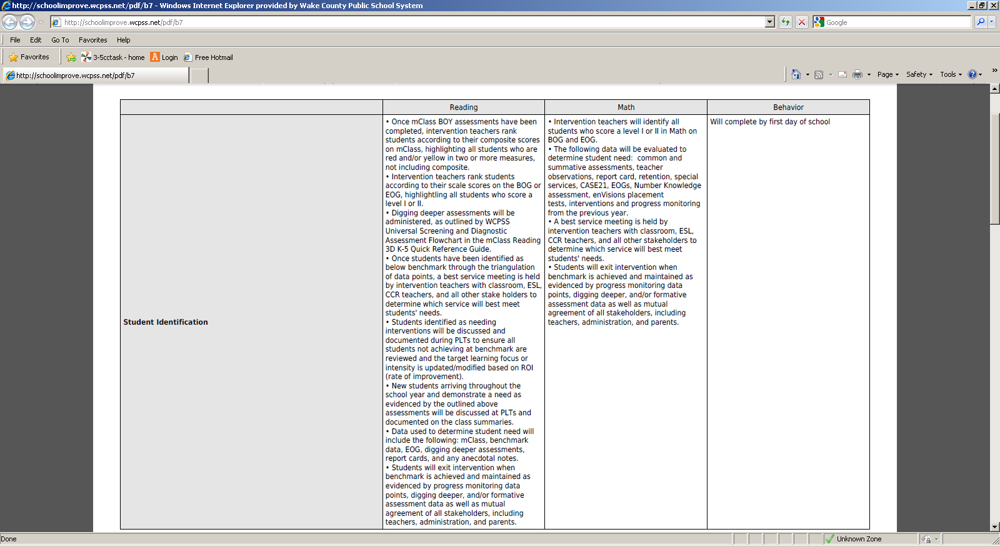 http://schoolimprove.wcpss.net/pdf/b7 - Windows Internet Explorer provided by Wake County Public School System
http://schoolimprove.wcpss.net/pdf/b7
Google
File Edit Go To Favorites Help
Favorites 3-5cctask - home Login Free Hotmail
http://schoolimprove.wcpss.net/pdf/b7
Page Safety Tools
Reading Math Behavior
Student Identification
• Once mClass BOY assessments have been
completed, intervention teachers rank
students according to their composite scores
on mClass, highlighting all students who are
red and/or yellow in two or more measures,
not including composite.
• Intervention teachers rank students
according to their scale scores on the BOG or
EOG, highlightling all students who score a
level I or II.
• Digging deeper assessments will be
administered, as outlined by WCPSS
Universal Screening and Diagnostic
Assessment Flowchart in the mClass Reading
3D K-5 Quick Reference Guide.
• Once students have been identified as
below benchmark through the triangulation
of data points, a best service meeting is held
by intervention teachers with classroom, ESL,
CCR teachers, and all other stake holders to
determine which service will best meet
students' needs.
• Students identified as needing
interventions will be discussed and
documented during PLTs to ensure all
students not achieving at benchmark are
reviewed and the target learning focus or
intensity is updated/modified based on ROI
(rate of improvement).
• New students arriving throughout the
school year and demonstrate a need as
evidenced by the outlined above
assessments will be discussed at PLTs and
documented on the class summaries.
• Data used to determine student need will
include the following: mClass, benchmark
data, EOG, digging deeper assessments,
report cards, and any anecdotal notes.
• Students will exit intervention when
benchmark is achieved and maintained as
evidenced by progress monitoring data
points, digging deeper, and/or formative
assessment data as well as mutual
agreement of all stakeholders, including
teachers, administration, and parents.
• Intervention teachers will identify all
students who score a level I or II in Math on
BOG and EOG.
• The following data will be evaluated to
determine student need: common and
summative assessments, teacher
observations, report card, retention, special
services, CASE21, EOGs, Number Knowledge
assessment, enVisions placement
tests, interventions and progress monitoring
from the previous year.
• A best service meeting is held by
intervention teachers with classroom, ESL,
CCR teachers, and all other stakeholders to
determine which service will best meet
students' needs.
• Students will exit intervention when
benchmark is achieved and maintained as
evidenced by progress monitoring data
points, digging deeper, and/or formative
assessment data as well as mutual
agreement of all stakeholders, including
teachers, administration, and parents.
Will complete by first day of school
Done
Unknown Zone